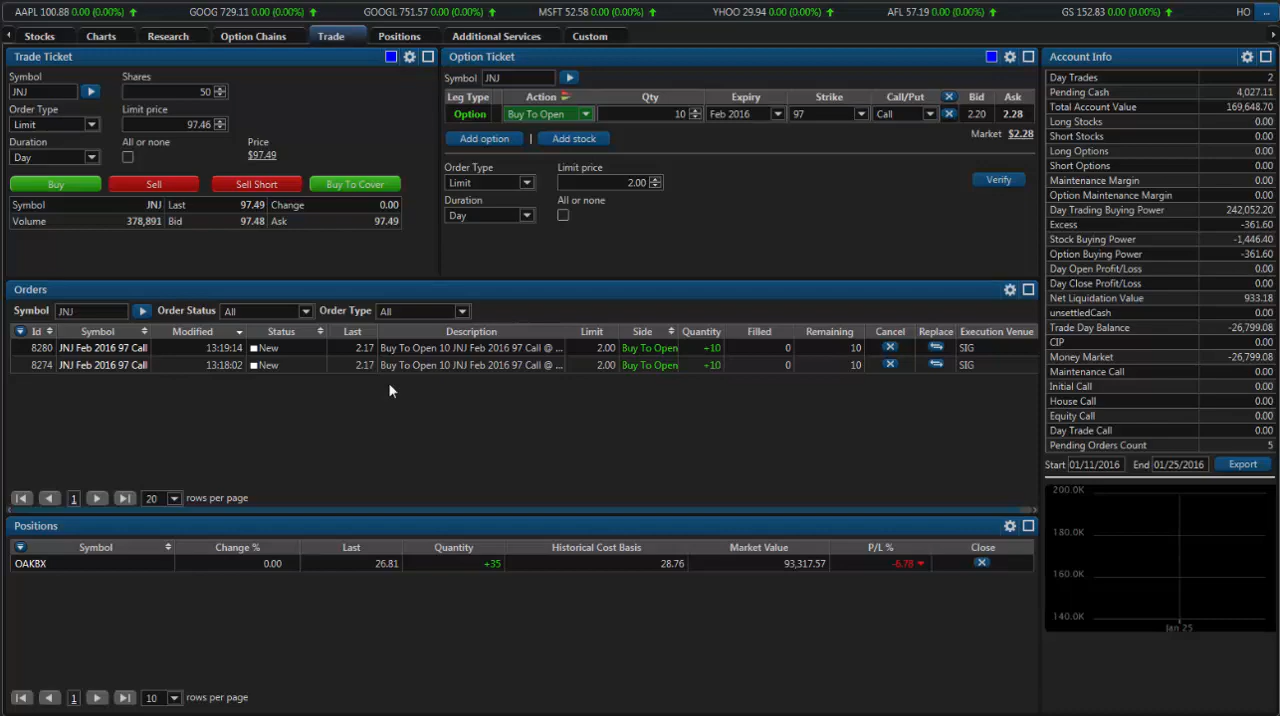 AAPL 100.88 0.00 (0.00%) GOOG 729.11 0.00 (0.00%) GOOGL 751.57 0.00 (0.00%) MSFT 52.58 0.00 (0.00%) YHOO 29.94 0.00 (0.00%) AFL 57.19 0.00 (0.00%) GS 152.83 0.00 (0.00%) HO ...
Stocks Charts Research Option Chains Trade Positions Additional Services Custom
Trade Ticket
Symbol Shares
JNJ 50
Order Type Limit price
Limit 97.46
Duration All or none Price
Day $97.49
Buy Sell Sell Short Buy To Cover
Symbol JNJ Last 97.49 Change 0.00
Volume 378,891 Bid 97.48 Ask 97.49
Option Ticket
Symbol JNJ
Leg Type Action Qty Expiry Strike Call/Put Bid Ask
Option Buy To Open 10 Feb 2016 97 Call 2.20 2.28
Add option | Add stock Market $2.28
Order Type Limit price
Limit 2.00 Verify
Duration All or none
Day
Orders
Symbol JNJ Order Status All Order Type All
Id Symbol Modified Status Last Description Limit Side Quantity Filled Remaining Cancel Replace Execution Venue
8280 JNJ Feb 2016 97 Call 13:19:14 New 2.17 Buy To Open 10 JNJ Feb 2016 97 Call @ ... 2.00 Buy To Open +10 0 10 SIG
8274 JNJ Feb 2016 97 Call 13:18:02 New 2.17 Buy To Open 10 JNJ Feb 2016 97 Call @ ... 2.00 Buy To Open +10 0 10 SIG
1 20 rows per page
Positions
Symbol Change % Last Quantity Historical Cost Basis Market Value P/L % Close
OAKBX 0.00 26.81 +35 28.76 93,317.57 -6.78
1 10 rows per page
Account Info
Day Trades 2
Pending Cash 4,027.11
Total Account Value 169,648.70
Long Stocks 0.00
Short Stocks 0.00
Long Options 0.00
Short Options 0.00
Maintenance Margin 0.00
Option Maintenance Margin 0.00
Day Trading Buying Power 242,052.20
Excess -361.60
Stock Buying Power -1,446.40
Option Buying Power -361.60
Day Open Profit/Loss 0.00
Day Close Profit/Loss 0.00
Net Liquidation Value 933.18
unsettledCash 0.00
Trade Day Balance -26,799.08
CIP 0.00
Money Market -26,799.08
Maintenance Call 0.00
Initial Call 0.00
House Call 0.00
Equity Call 0.00
Day Trade Call 0.00
Pending Orders Count 5
Start 01/11/2016 End 01/25/2016 Export
200.0K
180.0K
160.0K
140.0K
Jan 25